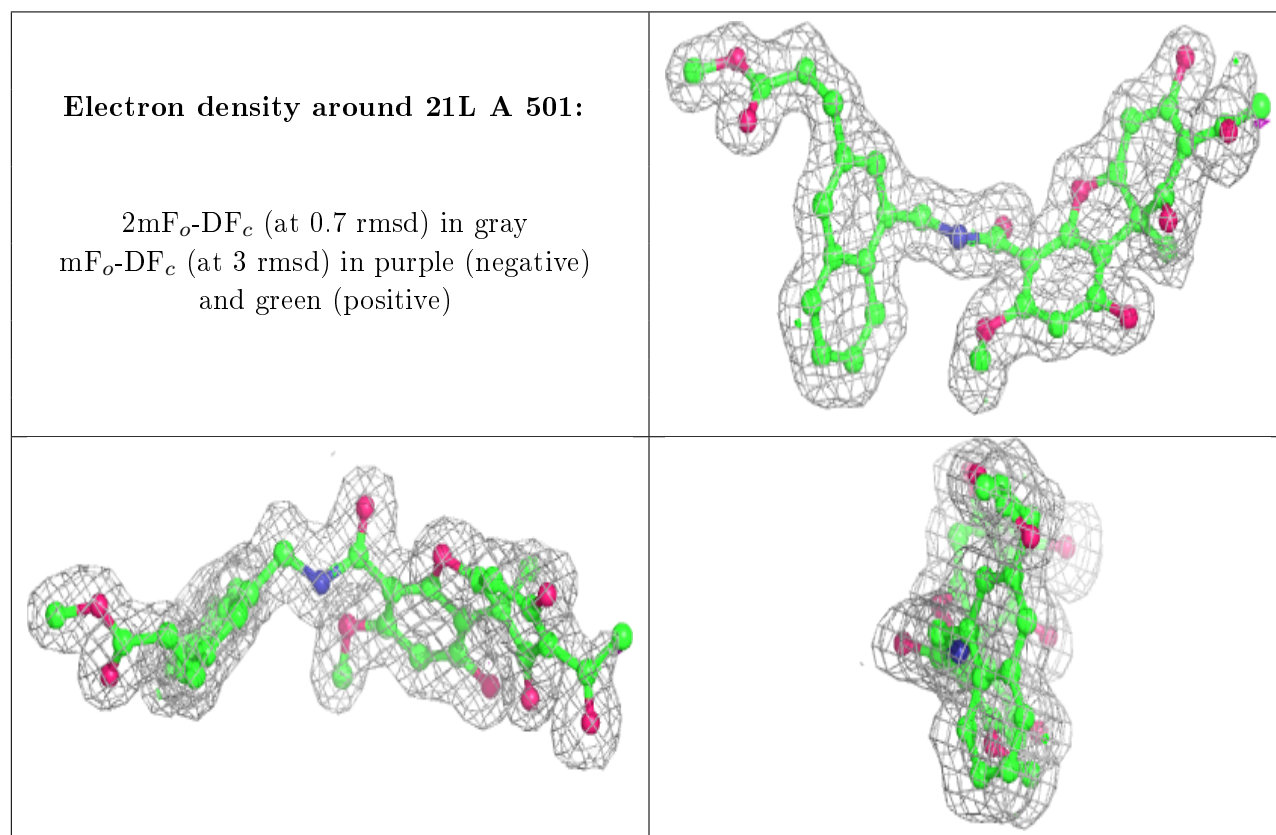 Electron density around 21L A 501:
2mFₒ-DF𝒸 (at 0.7 rmsd) in gray
mFₒ-DF𝒸 (at 3 rmsd) in purple (negative)
and green (positive)